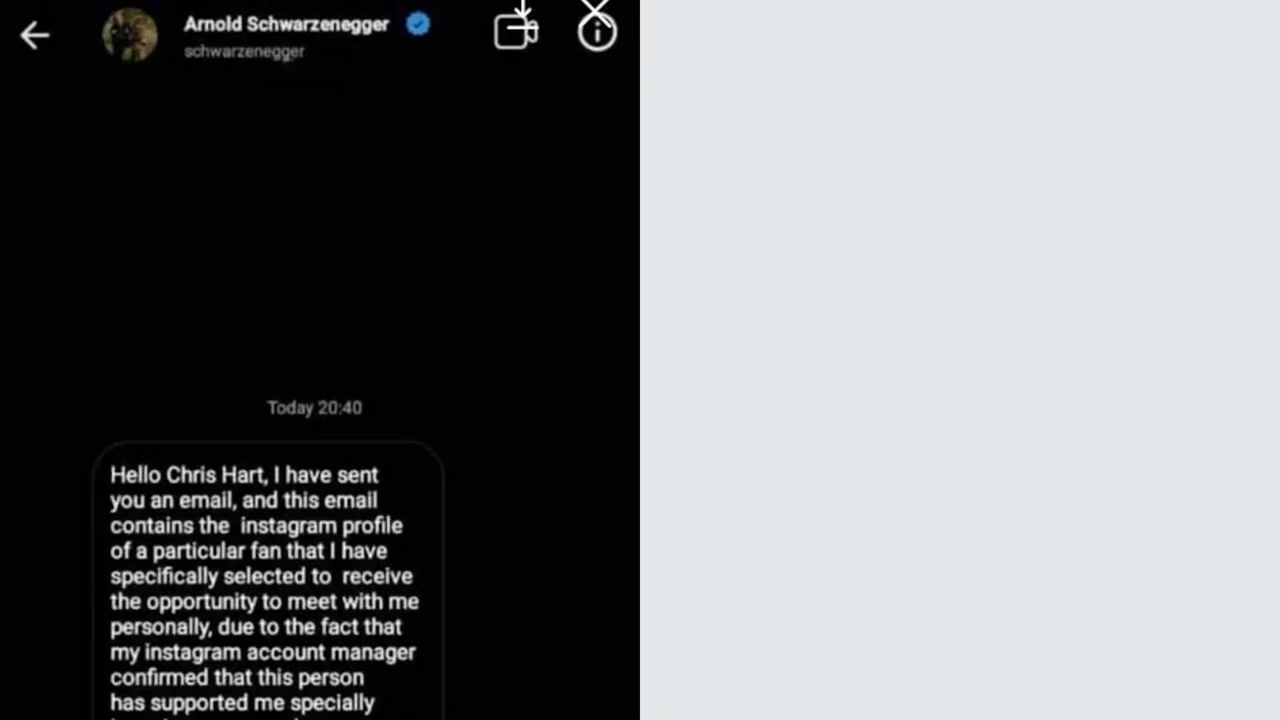 Arnold Schwarzenegger
schwarzenegger
Today 20:40
Hello Chris Hart, I have sent
you an email, and this email
contains the instagram profile
of a particular fan that I have
specifically selected to receive
the opportunity to meet with me
personally, due to the fact that
my instagram account manager
confirmed that this person
has supported me specially